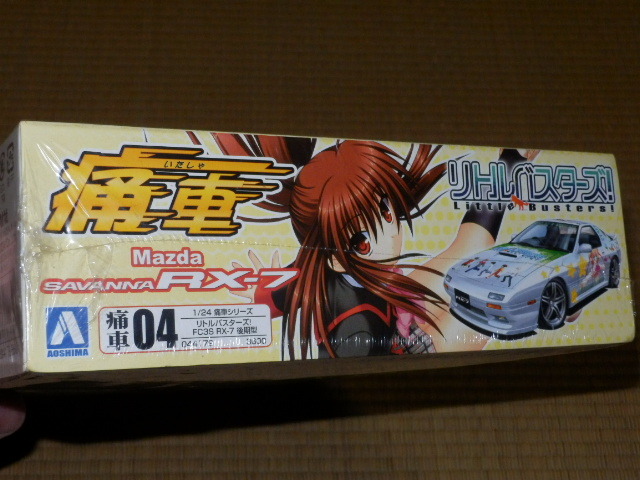 いたしゃ
痛車
リトルバスターズ!
Little Busters!
Mazda
SAVANNA RX-7
AOSHIMA
痛車 04
1/24 痛車シリーズ
リトルバスターズ!
FC3S RX-7 後期型